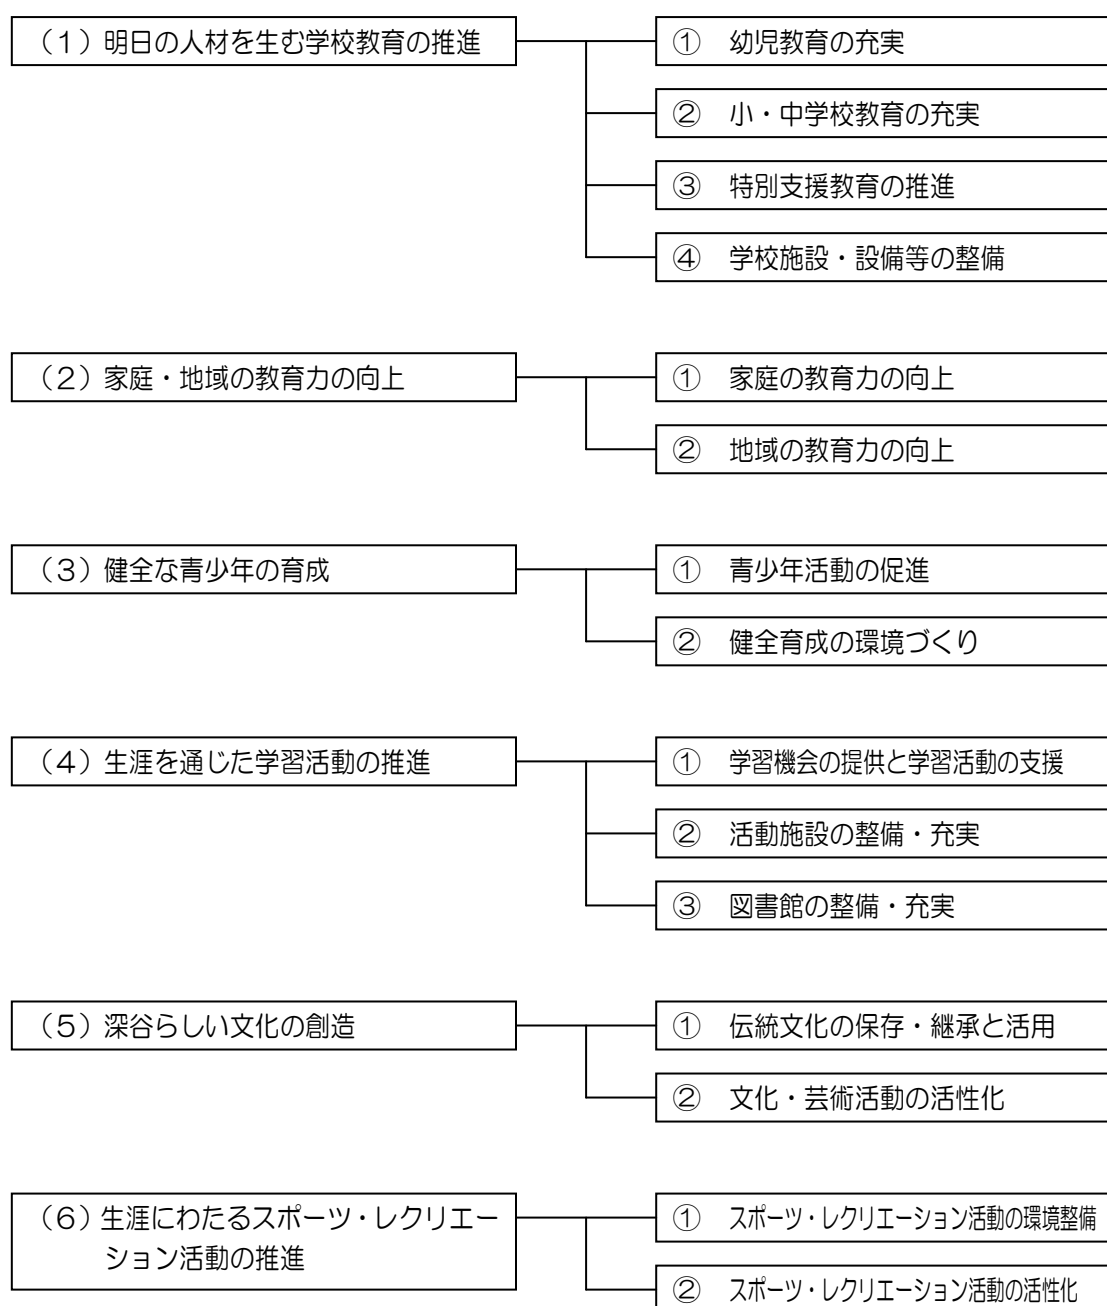 （1）明日の人材を生む学校教育の推進
①　幼児教育の充実
②　小・中学校教育の充実
③　特別支援教育の推進
④　学校施設・設備等の整備
（2）家庭・地域の教育力の向上
①　家庭の教育力の向上
②　地域の教育力の向上
（3）健全な青少年の育成
①　青少年活動の促進
②　健全育成の環境づくり
（4）生涯を通じた学習活動の推進
①　学習機会の提供と学習活動の支援
②　活動施設の整備・充実
③　図書館の整備・充実
（5）深谷らしい文化の創造
①　伝統文化の保存・継承と活用
②　文化・芸術活動の活性化
（6）生涯にわたるスポーツ・レクリエー
ション活動の推進
①　スポーツ・レクリエーション活動の環境整備
②　スポーツ・レクリエーション活動の活性化